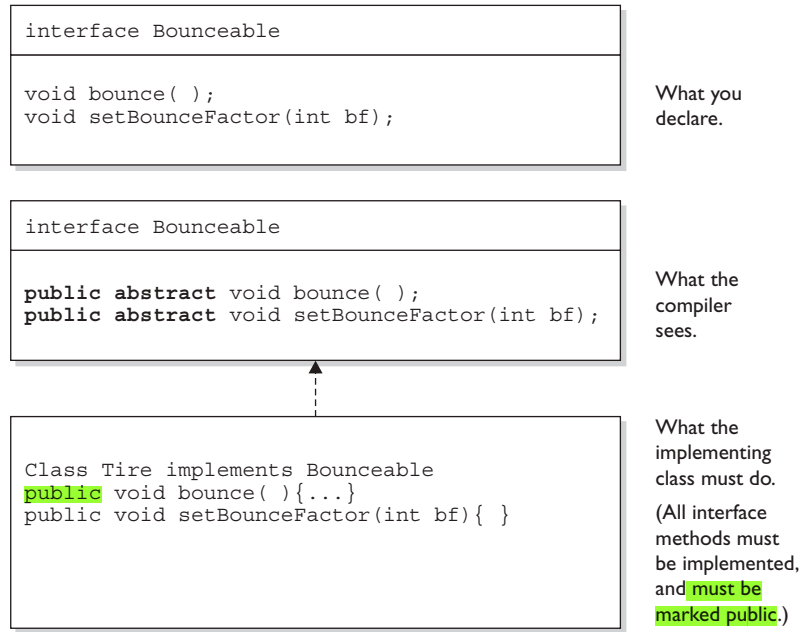 interface Bounceable
void bounce( );
void setBounceFactor(int bf);
What you
declare.
interface Bounceable
public abstract void bounce( );
public abstract void setBounceFactor(int bf);
What the
compiler
sees.
Class Tire implements Bounceable
public void bounce( ){...}
public void setBounceFactor(int bf){ }
What the
implementing
class must do.
(All interface
methods must
be implemented,
and must be
marked public.)